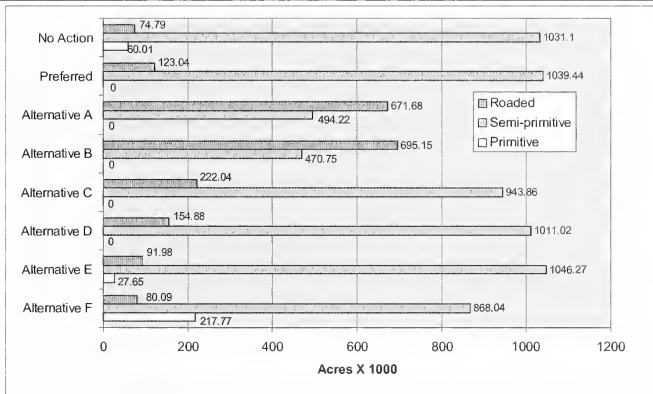 No Action
74.79
1031.1
60.01
Preferred
123.04
1039.44
0
Alternative A
671.68
494.22
0
Alternative B
695.15
470.75
0
Alternative C
222.04
943.86
0
Alternative D
154.88
1011.02
0
Alternative E
91.98
1046.27
27.65
Alternative F
80.09
868.04
217.77
Roaded
Semi-primitive
Primitive
0 200 400 600 800 1000 1200
Acres X 1000